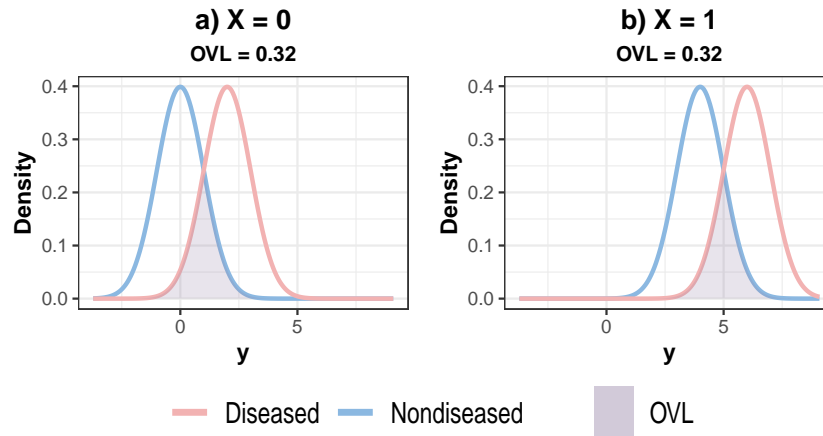 a) X = 0
OVL = 0.32
0.4
0.3
0.2
0.1
0.0
Density
0 5
y
b) X = 1
OVL = 0.32
0.4
0.3
0.2
0.1
0.0
Density
0 5
y
Diseased Nondiseased OVL